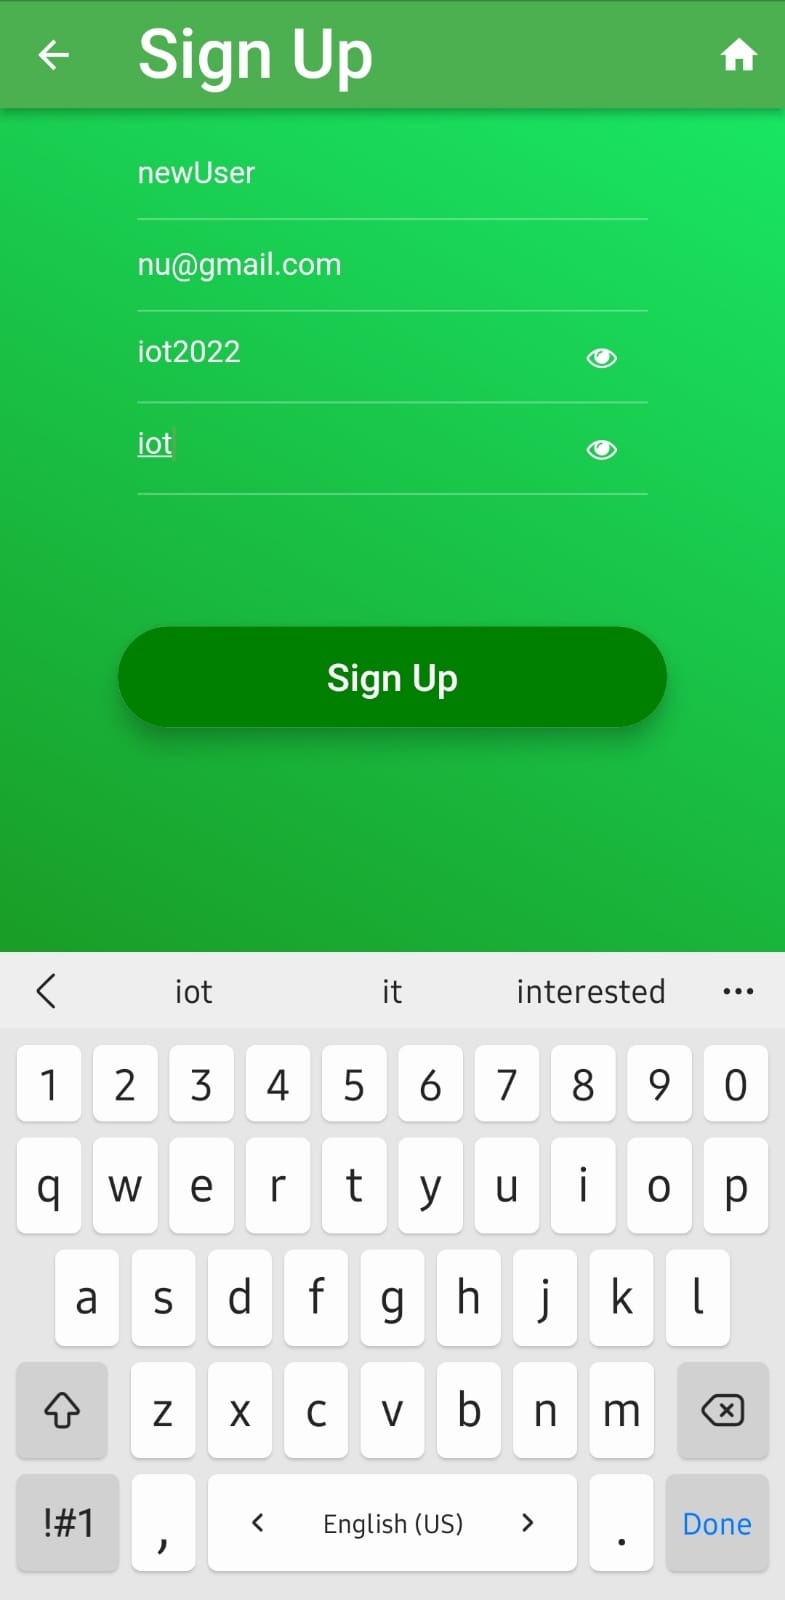 Sign Up
newUser
nu@gmail.com
iot2022
iot
Sign Up
iot it interested
1 2 3 4 5 6 7 8 9 0
q w e r t y u i o p
a s d f g h j k l
z x c v b n m
!#1 , < English (US) > . Done